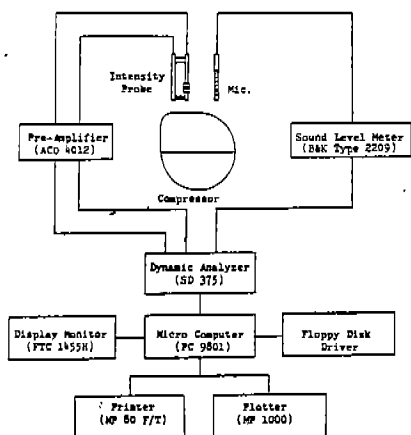 Intensity
Probe
Mic.
Pre-Amplifier
(ACO 4012)
Sound Level Meter
(B&K Type 2209)
Compressor
Dynamic Analyzer
(SD 375)
Display Monitor
(FTC 1455H)
Micro Computer
(PC 9801)
Floppy Disk
Driver
Printer
(MP 80 F/T)
Plotter
(MP 1000)